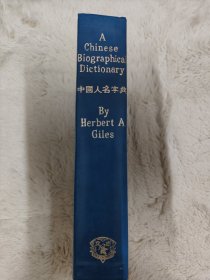 A
Chinese
Biographical
Dictionary
中國人名字典
By
Herbert A
Giles